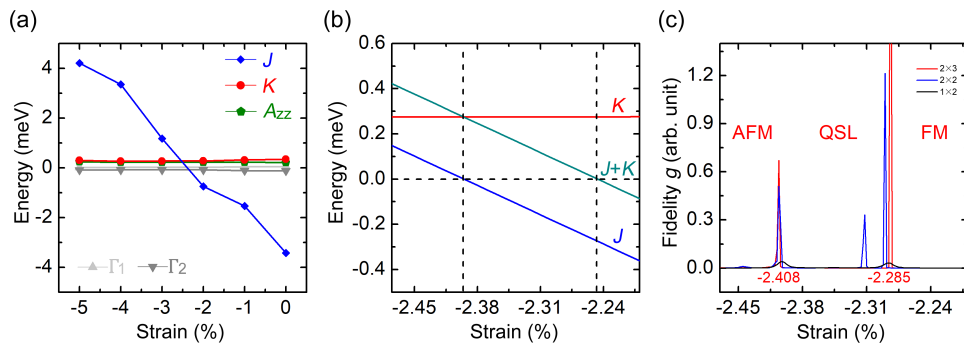 (a)
Energy (meV)
4
2
0
-2
-4
J
K
Azz
Γ1
Γ2
-5 -4 -3 -2 -1 0
Strain (%)
(b)
Energy (meV)
0.6
0.4
0.2
0.0
-0.2
-0.4
K
J+K
J
-2.45 -2.38 -2.31 -2.24
Strain (%)
(c)
Fidelity g (arb. unit)
1.2
0.9
0.6
0.3
0.0
2×3
2×2
1×2
AFM QSL FM
-2.408 -2.285
-2.45 -2.38 -2.31 -2.24
Strain (%)